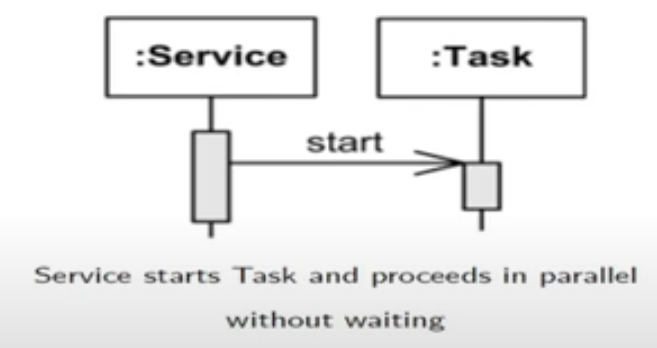 :Service :Task
start
Service starts Task and proceeds in parallel
without waiting